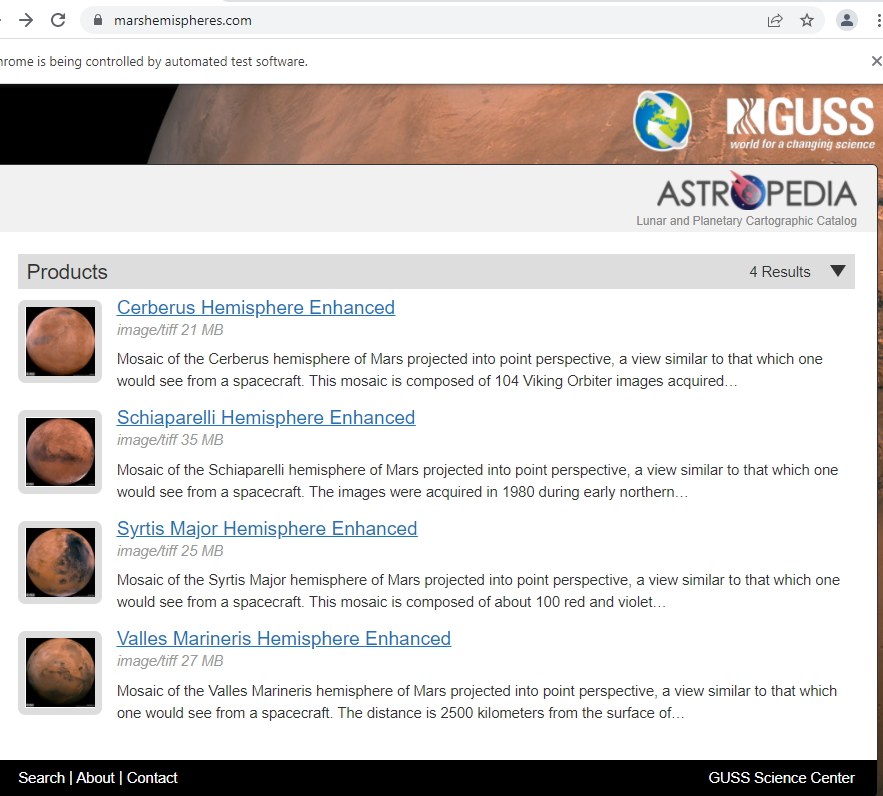 marshemispheres.com
hrome is being controlled by automated test software.
GUSS
world for a changing science
ASTROPEDIA
Lunar and Planetary Cartographic Catalog
Products 4 Results
Cerberus Hemisphere Enhanced
image/tiff 21 MB
Mosaic of the Cerberus hemisphere of Mars projected into point perspective, a view similar to that which one
would see from a spacecraft. This mosaic is composed of 104 Viking Orbiter images acquired…
Schiaparelli Hemisphere Enhanced
image/tiff 35 MB
Mosaic of the Schiaparelli hemisphere of Mars projected into point perspective, a view similar to that which one
would see from a spacecraft. The images were acquired in 1980 during early northern…
Syrtis Major Hemisphere Enhanced
image/tiff 25 MB
Mosaic of the Syrtis Major hemisphere of Mars projected into point perspective, a view similar to that which one
would see from a spacecraft. This mosaic is composed of about 100 red and violet…
Valles Marineris Hemisphere Enhanced
image/tiff 27 MB
Mosaic of the Valles Marineris hemisphere of Mars projected into point perspective, a view similar to that which
one would see from a spacecraft. The distance is 2500 kilometers from the surface of…
Search | About | Contact GUSS Science Center